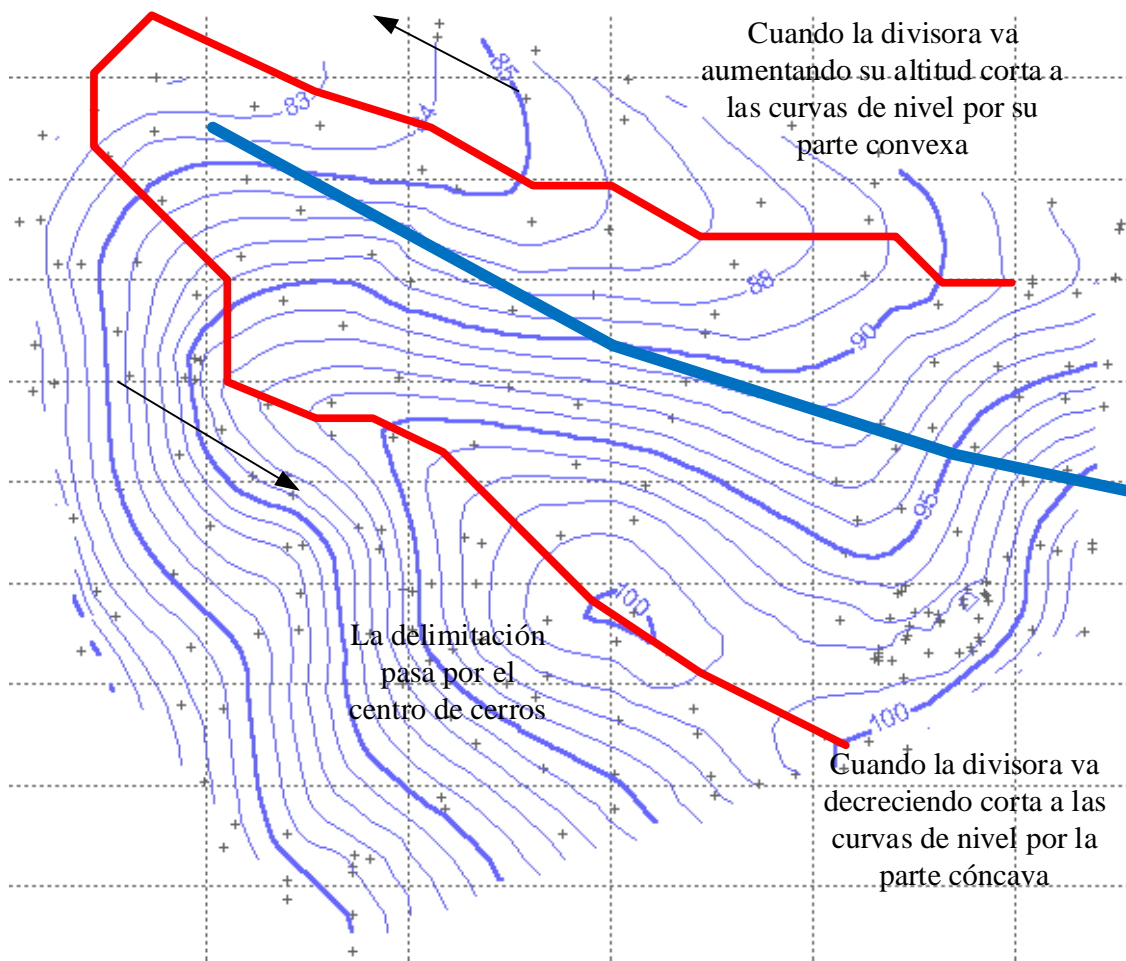 Cuando la divisora va
aumentando su altitud corta a
las curvas de nivel por su
parte convexa
85
83
84
88
90
95
100
La delimitación
pasa por el
centro de cerros
100
Cuando la divisora va
decreciendo corta a las
curvas de nivel por la
parte cóncava